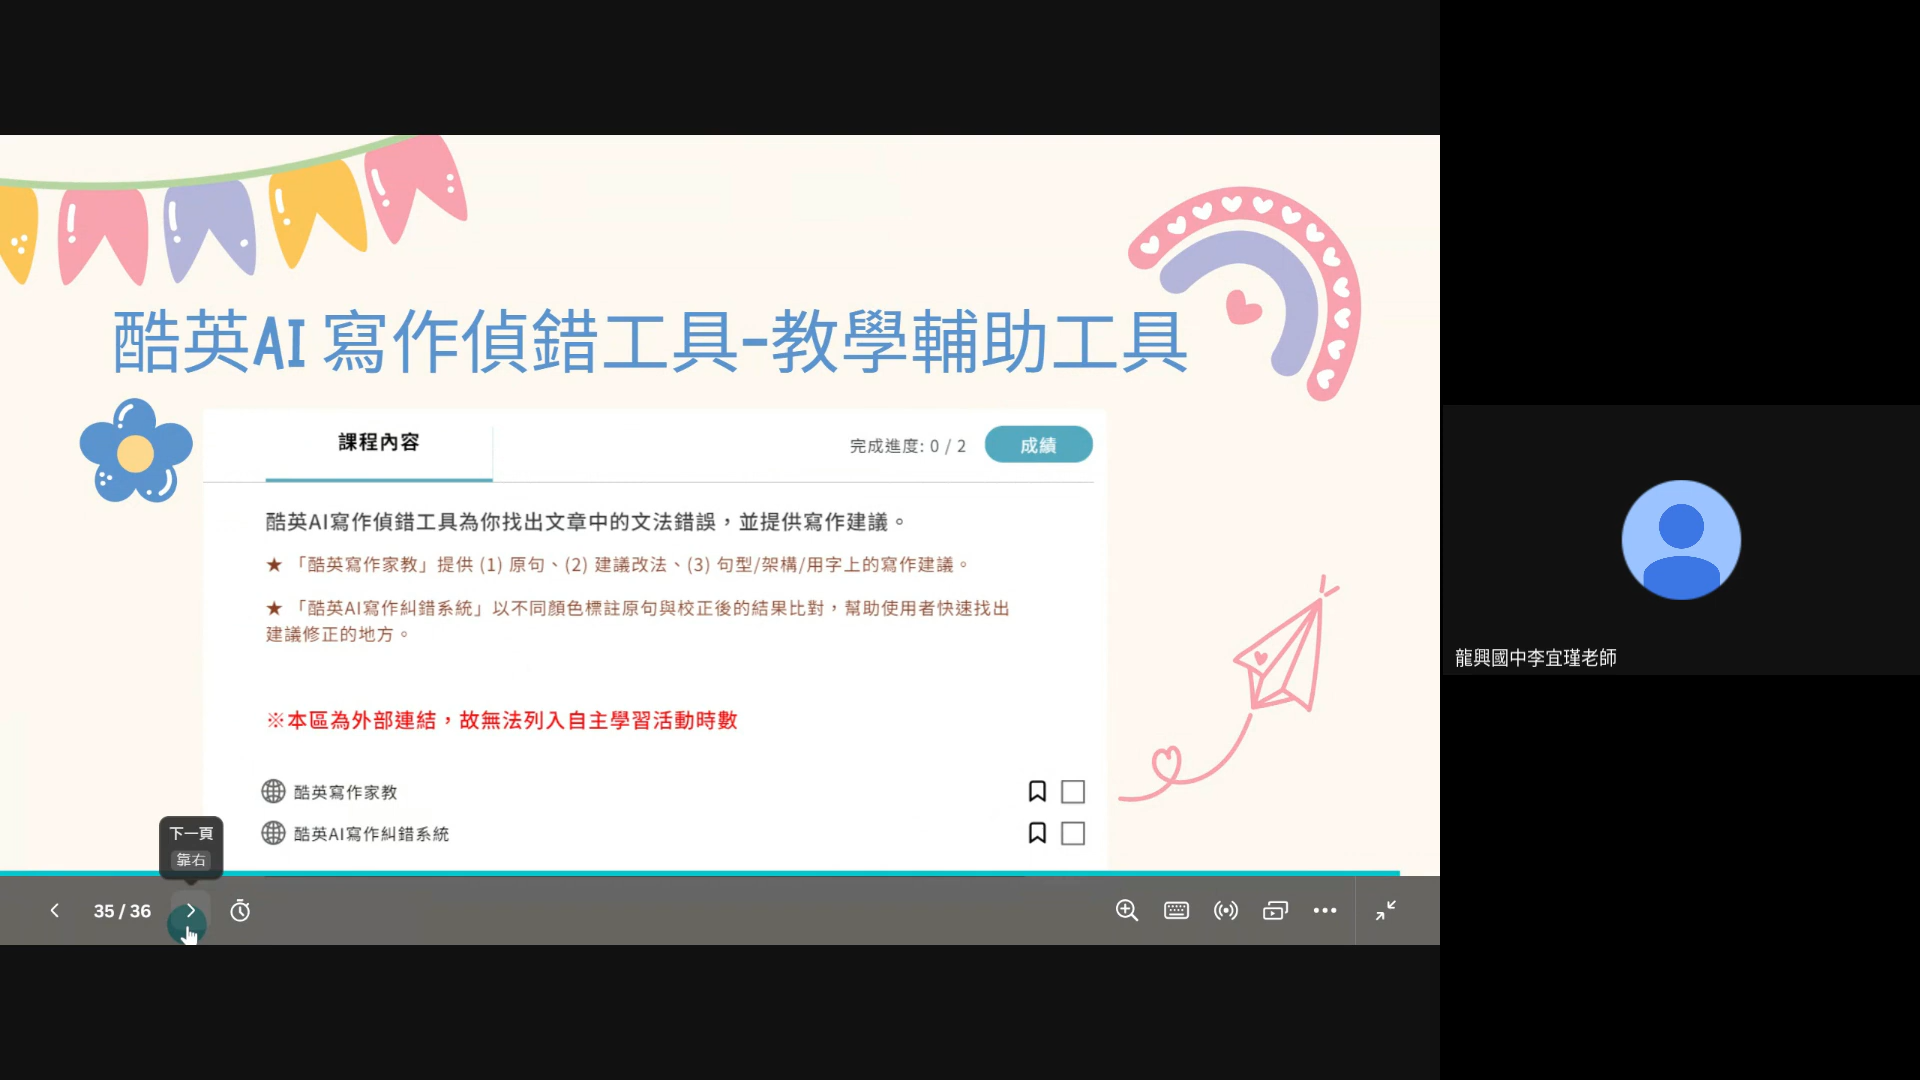 酷英AI 寫作偵錯工具-教學輔助工具
課程內容
完成進度: 0 / 2
成績
酷英AI寫作偵錯工具為你找出文章中的文法錯誤，並提供寫作建議。
★ 「酷英寫作家教」提供 (1) 原句、(2) 建議改法、(3) 句型/架構/用字上的寫作建議。
★ 「酷英AI寫作糾錯系統」以不同顏色標註原句與校正後的結果比對，幫助使用者快速找出
建議修正的地方。
※本區為外部連結，故無法列入自主學習活動時數
酷英寫作家教
酷英AI寫作糾錯系統
下一頁
靠右
35 / 36
龍興國中李宜瑾老師